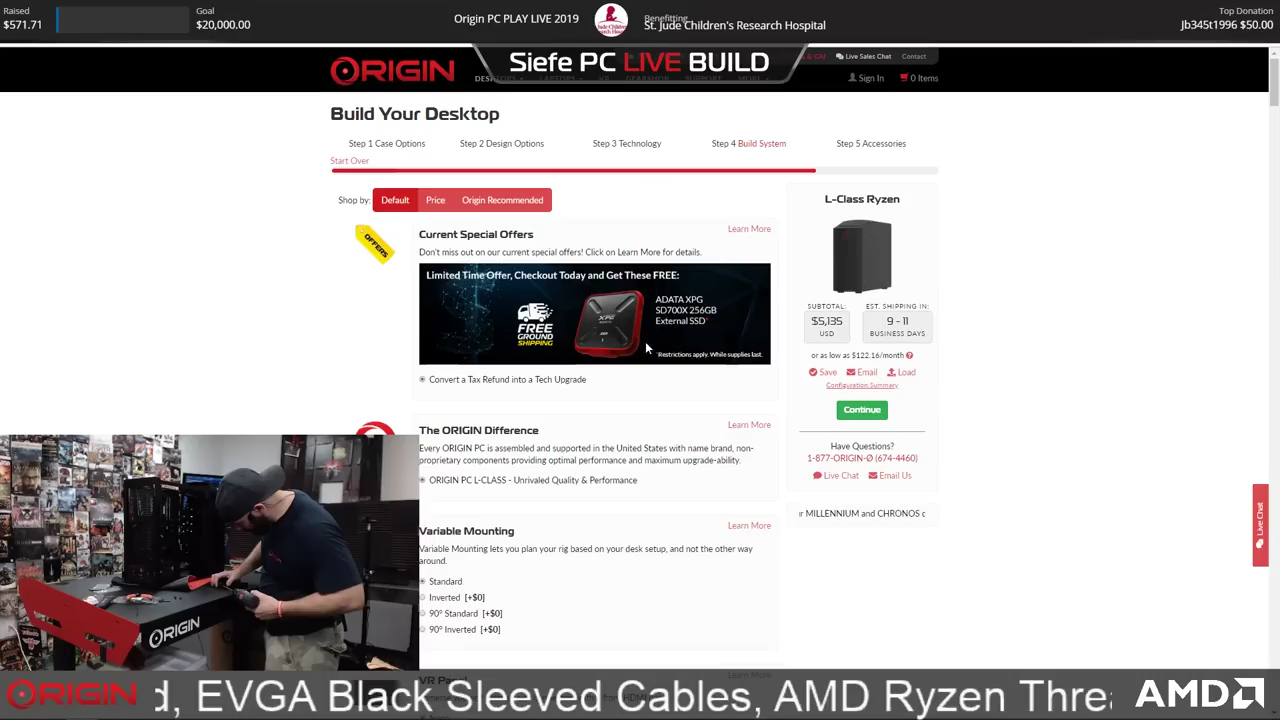 Raised
$571.71
Goal
$20,000.00
Origin PC PLAY LIVE 2019
Benefitting
St. Jude Children's Research Hospital
Top Donation
Jb345t1996 $50.00
ORIGIN
Siefe PC LIVE BUILD
Live Sales Chat
Contact
Sign In
0 Items
Build Your Desktop
Step 1 Case Options
Step 2 Design Options
Step 3 Technology
Step 4 Build System
Step 5 Accessories
Start Over
Shop by:
Default
Price
Origin Recommended
OFFERS
Current Special Offers
Learn More
Don't miss out on our current special offers! Click on Learn More for details.
Limited Time Offer, Checkout Today and Get These FREE:
FREE
GROUND
SHIPPING
XPG
ADATA XPG
SD700X 256GB
External SSD*
*Restrictions apply. While supplies last.
Convert a Tax Refund into a Tech Upgrade
The ORIGIN Difference
Learn More
Every ORIGIN PC is assembled and supported in the United States with name brand, non-
proprietary components providing optimal performance and maximum upgrade-ability.
ORIGIN PC L-CLASS - Unrivaled Quality & Performance
Variable Mounting
Learn More
Variable Mounting lets you plan your rig based on your desk setup, and not the other way
around.
Standard
Inverted [+$0]
90° Standard [+$0]
90° Inverted [+$0]
VR Panel
Learn More
L-Class Ryzen
SUBTOTAL:
$5,135
USD
EST. SHIPPING IN:
9 - 11
BUSINESS DAYS
or as low as $122.16/month
Save
Email
Load
Configuration Summary
Continue
Have Questions?
1-877-ORIGIN-Ø (674-4460)
Live Chat
Email Us
ir MILLENNIUM and CHRONOS c
Live Chat
ORIGIN
ORIGIN
d, EVGA Black Sleeved Cables, AMD Ryzen Threa
AMD